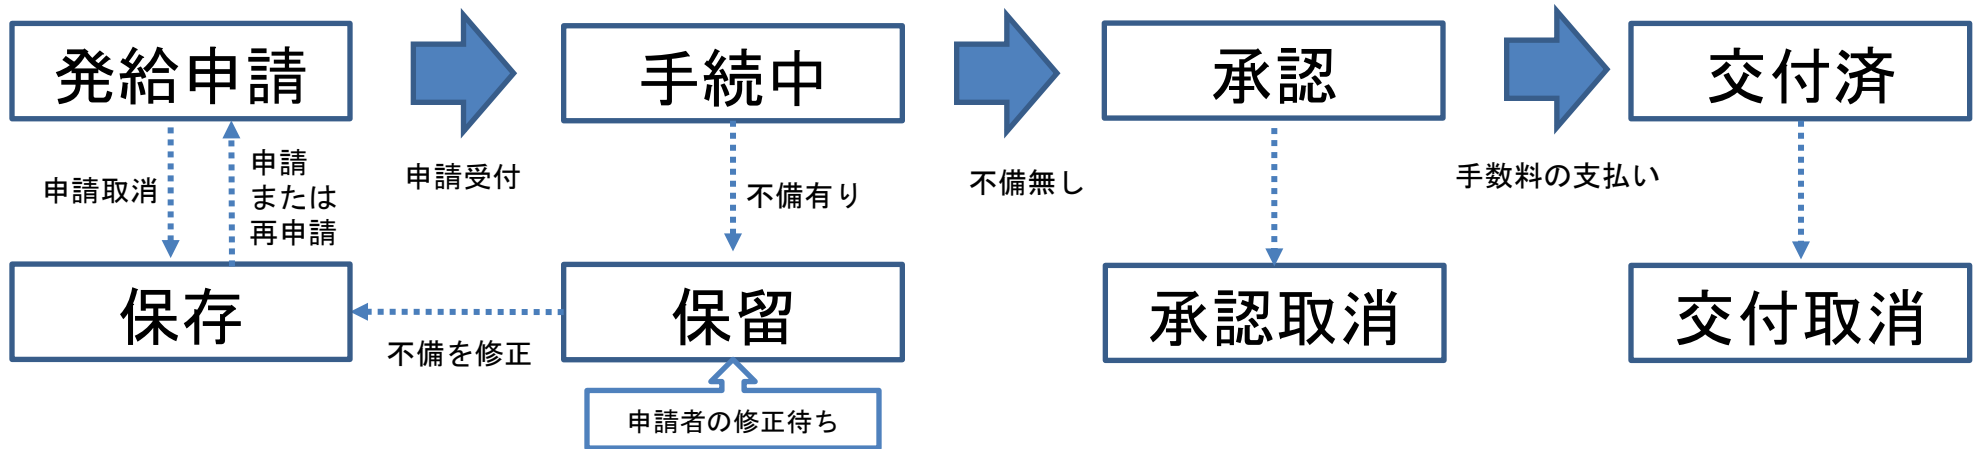 発給申請
手続中
承認
交付済
申請取消
申請
または
再申請
申請受付
不備有り
不備無し
手数料の支払い
保存
保留
承認取消
交付取消
不備を修正
申請者の修正待ち